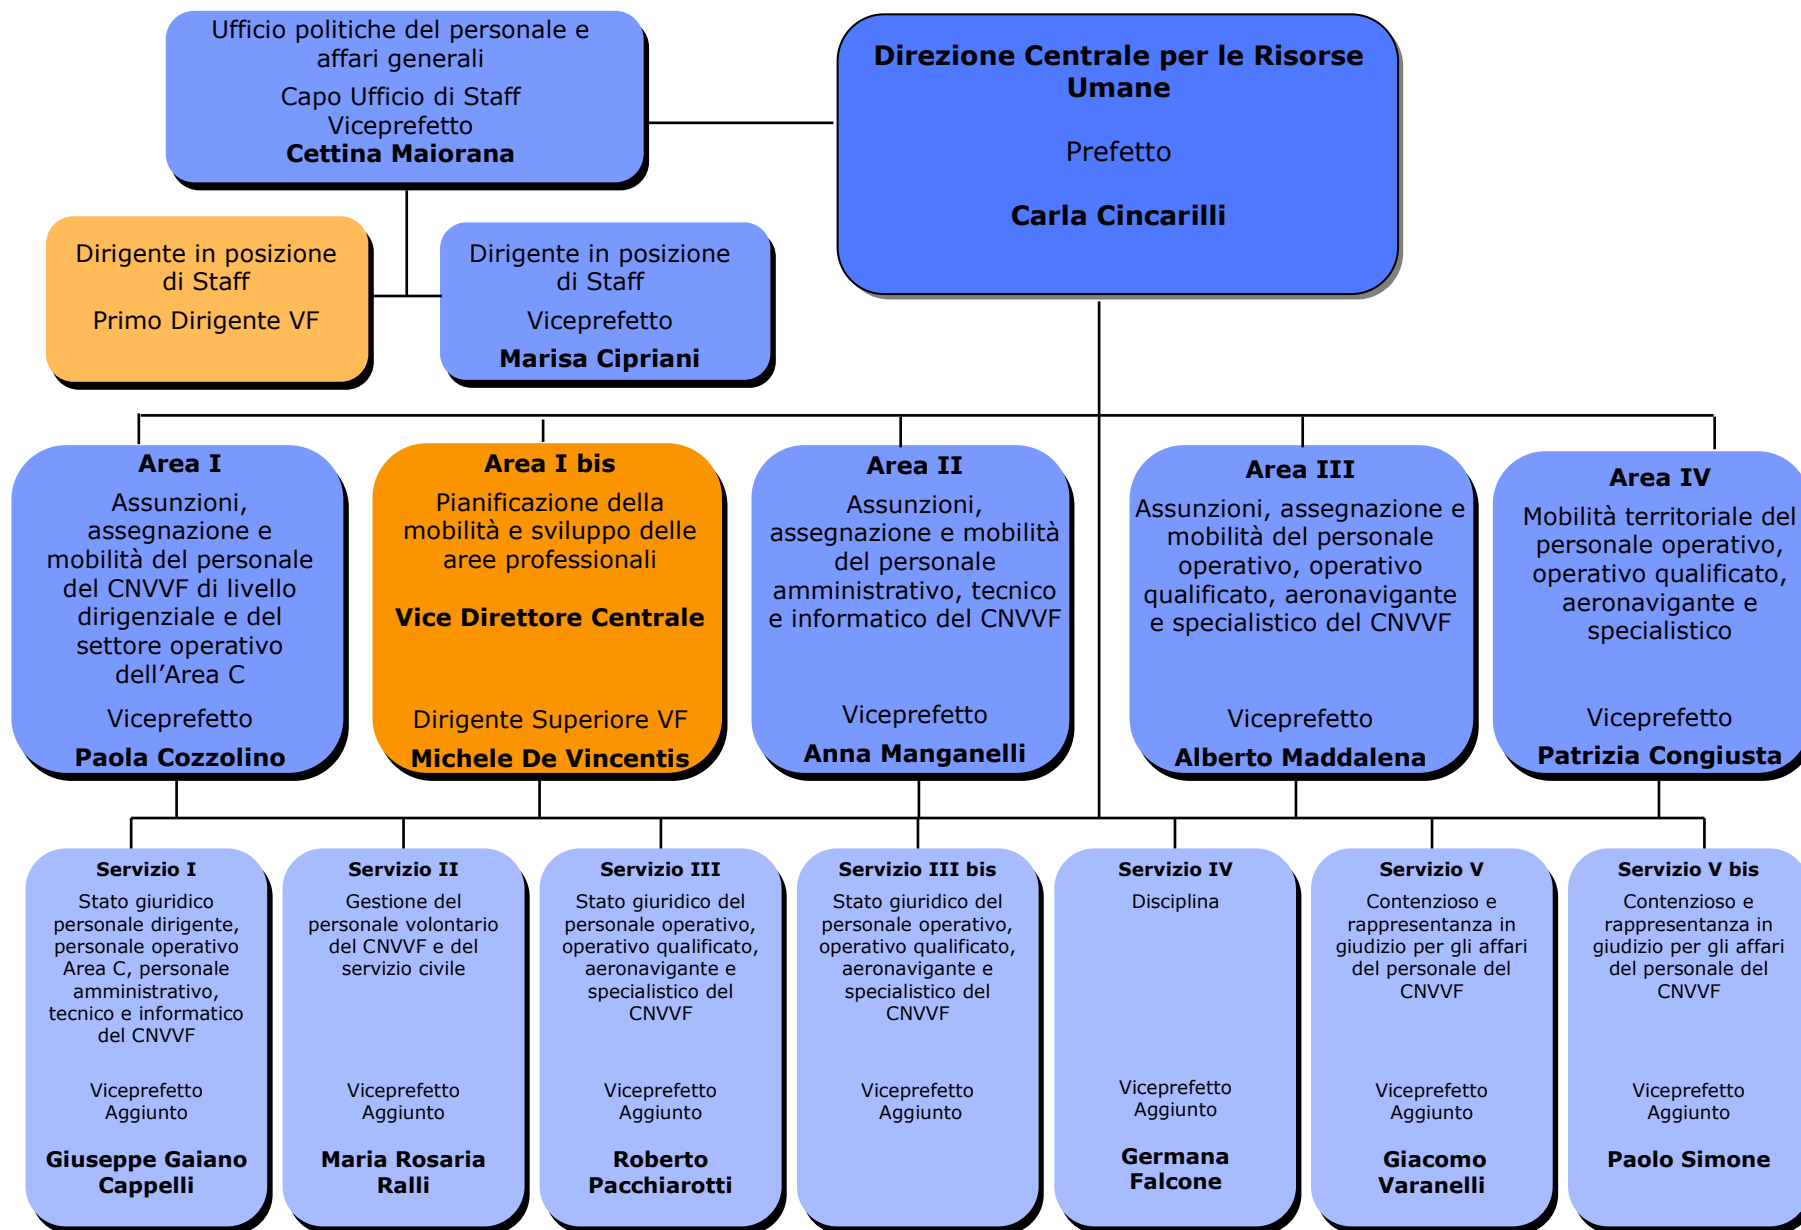 Ufficio politiche del personale e
affari generali
Capo Ufficio di Staff
Viceprefetto
Cettina Maiorana
Direzione Centrale per le Risorse
Umane
Prefetto
Carla Cincarilli
Dirigente in posizione
di Staff
Primo Dirigente VF
Dirigente in posizione
di Staff
Viceprefetto
Marisa Cipriani
Area I
Assunzioni,
assegnazione e
mobilità del personale
del CNVVF di livello
dirigenziale e del
settore operativo
dell’Area C
Viceprefetto
Paola Cozzolino
Area I bis
Pianificazione della
mobilità e sviluppo delle
aree professionali
Vice Direttore Centrale
Dirigente Superiore VF
Michele De Vincentis
Area II
Assunzioni,
assegnazione e mobilità
del personale
amministrativo, tecnico
e informatico del CNVVF
Viceprefetto
Anna Manganelli
Area III
Assunzioni, assegnazione e
mobilità del personale
operativo, operativo
qualificato, aeronavigante
e specialistico del CNVVF
Viceprefetto
Alberto Maddalena
Area IV
Mobilità territoriale del
personale operativo,
operativo qualificato,
aeronavigante e
specialistico
Viceprefetto
Patrizia Congiusta
Servizio I
Stato giuridico
personale dirigente,
personale operativo
Area C, personale
amministrativo,
tecnico e informatico
del CNVVF
Viceprefetto
Aggiunto
Giuseppe Gaiano
Cappelli
Servizio II
Gestione del
personale volontario
del CNVVF e del
servizio civile
Viceprefetto
Aggiunto
Maria Rosaria
Ralli
Servizio III
Stato giuridico del
personale operativo,
operativo qualificato,
aeronavigante e
specialistico del
CNVVF
Viceprefetto
Aggiunto
Roberto
Pacchiarotti
Servizio III bis
Stato giuridico del
personale operativo,
operativo qualificato,
aeronavigante e
specialistico del
CNVVF
Viceprefetto
Aggiunto
Servizio IV
Disciplina
Viceprefetto
Aggiunto
Germana
Falcone
Servizio V
Contenzioso e
rappresentanza in
giudizio per gli affari
del personale del
CNVVF
Viceprefetto
Aggiunto
Giacomo
Varanelli
Servizio V bis
Contenzioso e
rappresentanza in
giudizio per gli affari
del personale del
CNVVF
Viceprefetto
Aggiunto
Paolo Simone